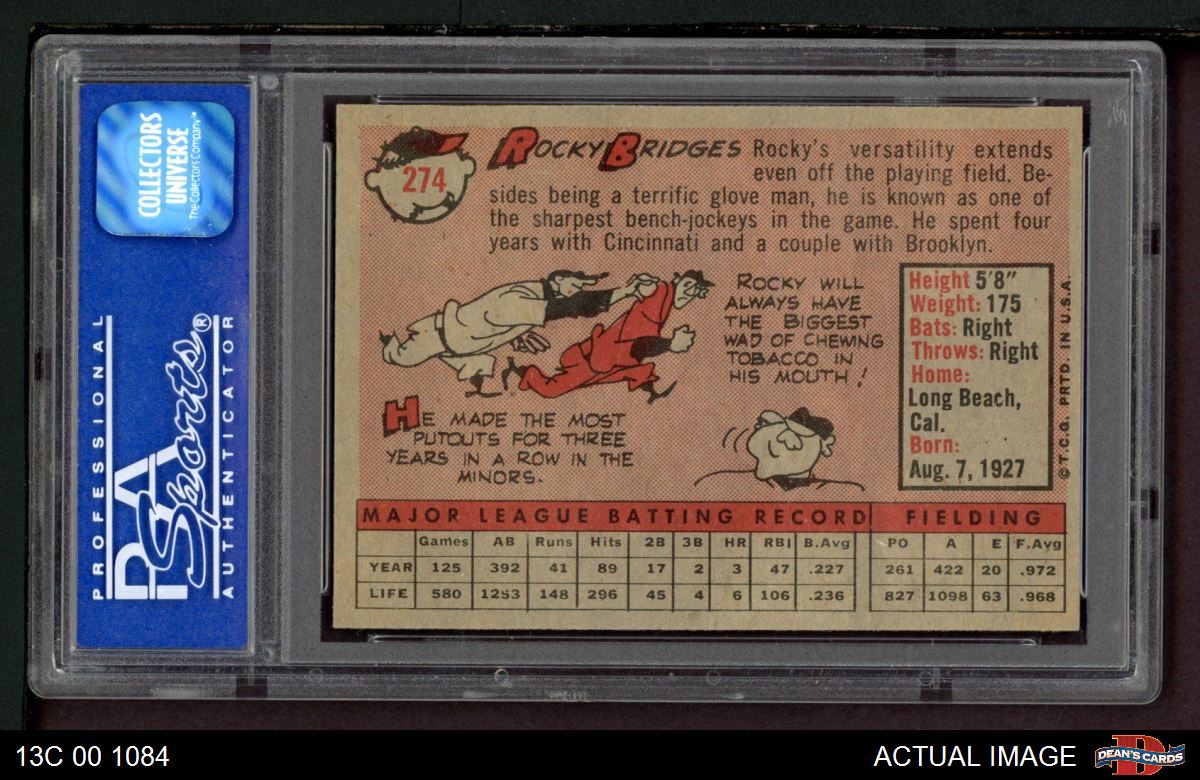 COLLECTORS
UNIVERSE
The Collectors Company™
PROFESSIONAL
PSA
Sports®
AUTHENTICATOR
274
ROCKY BRIDGES Rocky's versatility extends
even off the playing field. Be-
sides being a terrific glove man, he is known as one of
the sharpest bench-jockeys in the game. He spent four
years with Cincinnati and a couple with Brooklyn.
ROCKY WILL
ALWAYS HAVE
THE BIGGEST
WAD OF CHEWING
TOBACCO IN
HIS MOUTH!
HE MADE THE MOST
PUTOUTS FOR THREE
YEARS IN A ROW IN THE
MINORS.
Height 5'8"
Weight: 175
Bats: Right
Throws: Right
Home:
Long Beach,
Cal.
Born:
Aug. 7, 1927
© T.C.G. PRTD. IN U.S.A.
MAJOR LEAGUE BATTING RECORD FIELDING
Games AB Runs Hits 2B 3B HR RBI B.Avg PO A E F.Avg
YEAR 125 392 41 89 17 2 3 47 .227 261 422 20 .972
LIFE 580 1253 148 296 45 4 6 106 .236 827 1098 63 .968
13C 00 1084
ACTUAL IMAGE
D
DEAN'S CARDS